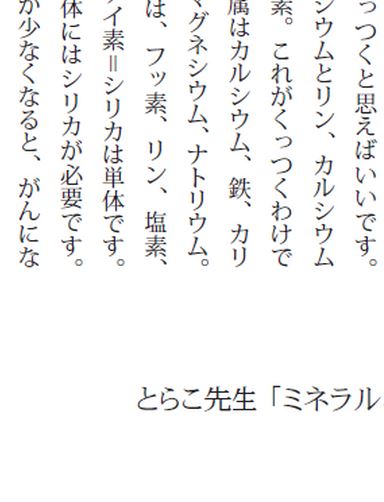 っつくと思えばいいです。
シウムとリン、カルシウム
素。これがくっつくわけで
属はカルシウム、鉄、カリ
マグネシウム、ナトリウム。
は、フッ素、リン、塩素、
イ素＝シリカは単体です。
体にはシリカが必要です。
が少なくなると、がんにな
とらこ先生「ミネラル